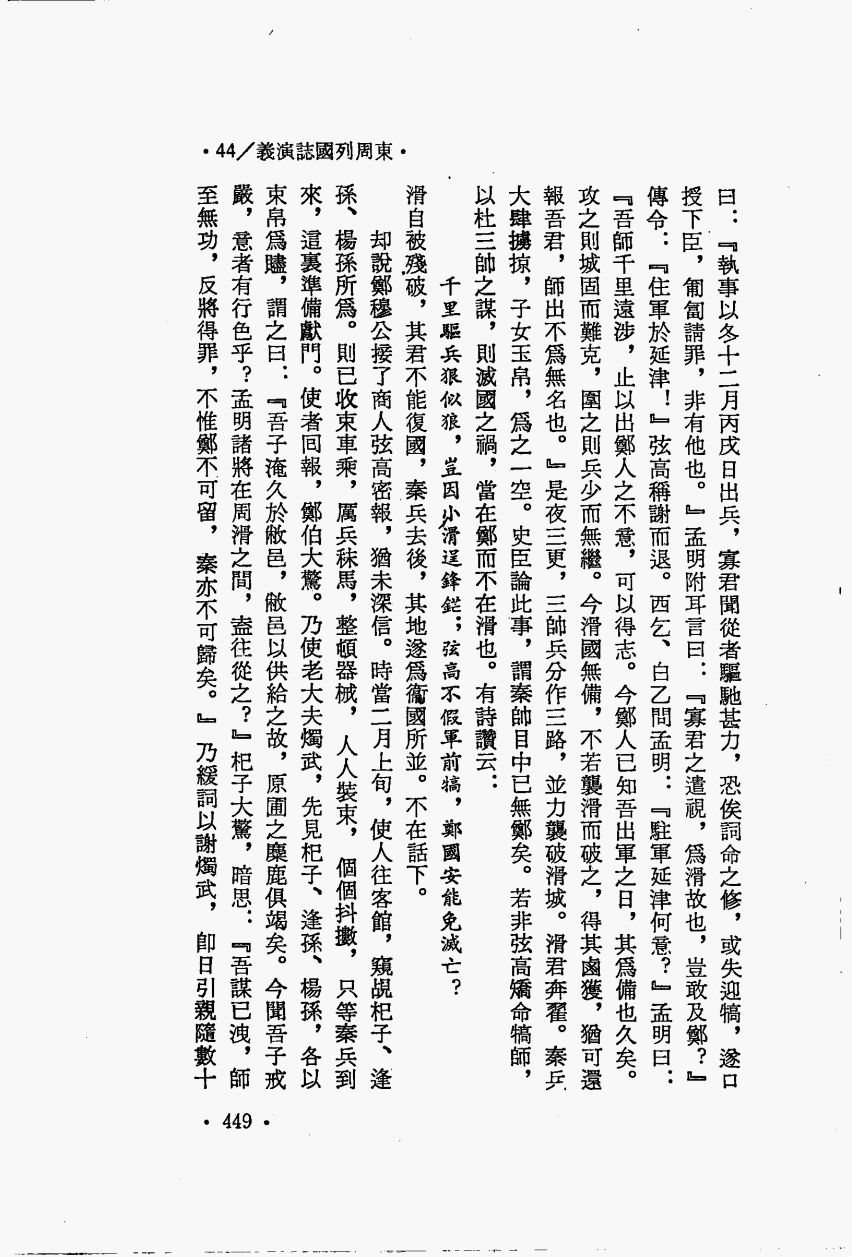 ·東周列國誌演義/44·
曰：『執事以冬十二月丙戌日出兵，寡君聞從者驅馳甚力，恐俟詞命之修，或失迎犒，遂口
授下臣，匍匐請罪，非有他也。』孟明附耳言曰：『寡君之遣視，爲滑故也，豈敢及鄭？』
傳令：『住軍於延津！』弦高稱謝而退。西乞、白乙問孟明：『駐軍延津何意？』孟明曰：
『吾師千里遠涉，止以出鄭人之不意，可以得志。今鄭人已知吾出軍之日，其爲備也久矣。
攻之則城固而難克，圍之則兵少而無繼。今滑國無備，不若襲滑而破之，得其鹵獲，猶可還
報吾君，師出不爲無名也。』是夜三更，三帥兵分作三路，並力襲破滑城。滑君奔翟。秦兵
大肆擄掠，子女玉帛，爲之一空。史臣論此事，謂秦帥目中已無鄭矣。若非弦高矯命犒師，
以杜三帥之謀，則滅國之禍，當在鄭而不在滑也。有詩讚云：
千里驅兵狠似狼，豈因小滑逞鋒鋩；弦高不假軍前犒，鄭國安能免滅亡？
滑自被殘破，其君不能復國，秦兵去後，其地遂爲衞國所並。不在話下。
却說鄭穆公接了商人弦高密報，猶未深信。時當二月上旬，使人往客館，窺覘杞子、逢
孫、楊孫所爲。則已收束車乘，厲兵秣馬，整頓器械，人人裝束，個個抖擻，只等秦兵到
來，這裏準備獻門。使者回報，鄭伯大驚。乃使老大夫燭武，先見杞子、逢孫、楊孫，各以
束帛爲贐，謂之曰：『吾子淹久於敝邑，敝邑以供給之故，原圃之麋鹿俱竭矣。今聞吾子戒
嚴，意者有行色乎？孟明諸將在周滑之間，盍往從之？』杞子大驚，暗思：『吾謀已洩，師
至無功，反將得罪，不惟鄭不可留，秦亦不可歸矣。』乃緩詞以謝燭武，卽日引親隨數十
·449·